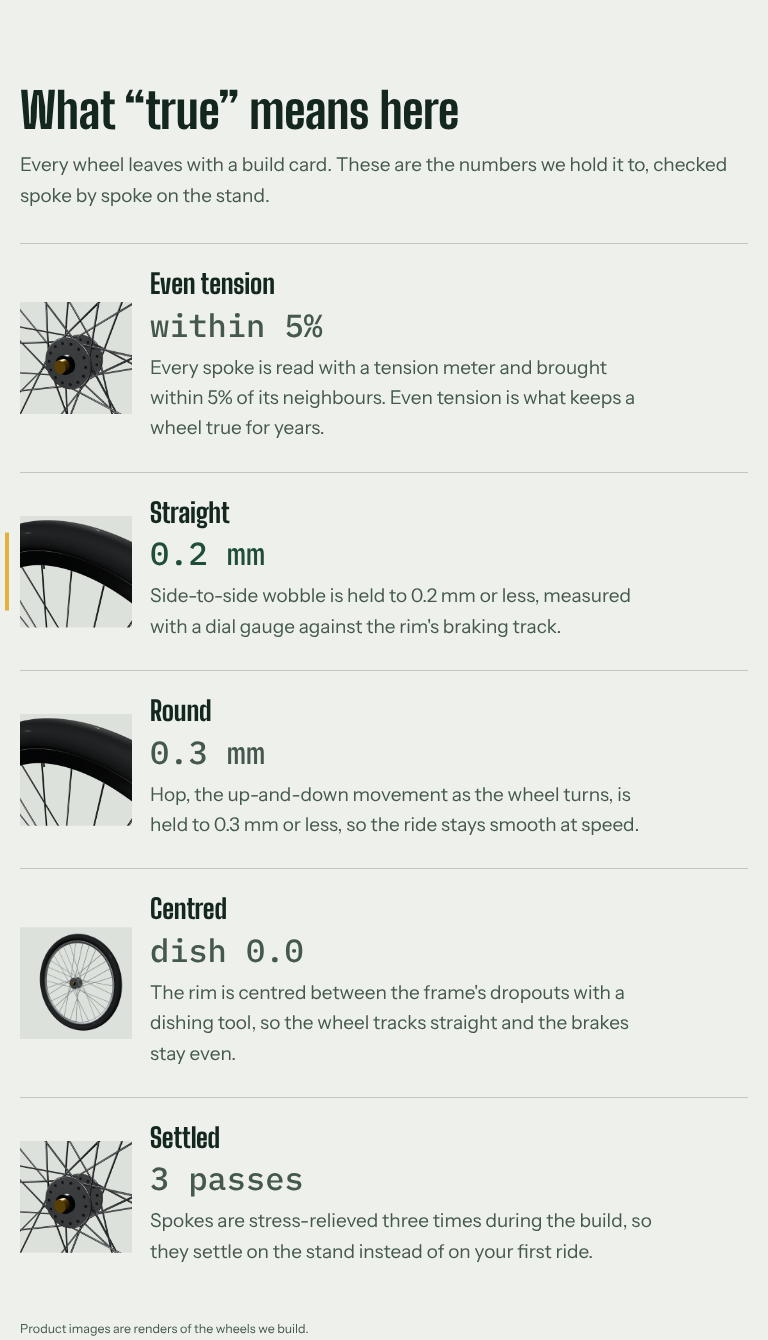 What “true” means here
Every wheel leaves with a build card. These are the numbers we hold it to, checked
spoke by spoke on the stand.
Even tension
within 5%
Every spoke is read with a tension meter and brought
within 5% of its neighbours. Even tension is what keeps a
wheel true for years.
Straight
0.2 mm
Side-to-side wobble is held to 0.2 mm or less, measured
with a dial gauge against the rim's braking track.
Round
0.3 mm
Hop, the up-and-down movement as the wheel turns, is
held to 0.3 mm or less, so the ride stays smooth at speed.
Centred
dish 0.0
The rim is centred between the frame's dropouts with a
dishing tool, so the wheel tracks straight and the brakes
stay even.
Settled
3 passes
Spokes are stress-relieved three times during the build, so
they settle on the stand instead of on your first ride.
Product images are renders of the wheels we build.